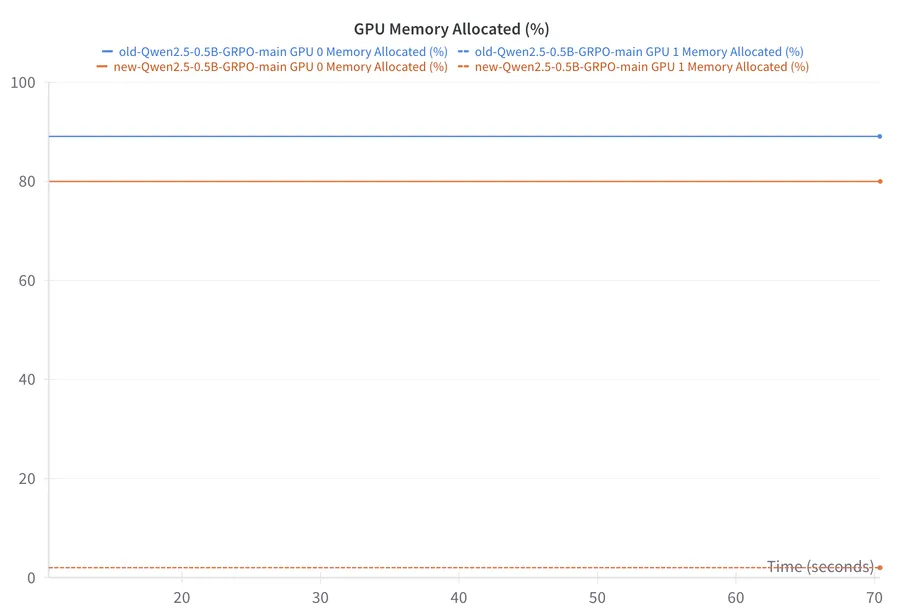 GPU Memory Allocated (%)
old-Qwen2.5-0.5B-GRPO-main GPU 0 Memory Allocated (%) old-Qwen2.5-0.5B-GRPO-main GPU 1 Memory Allocated (%)
new-Qwen2.5-0.5B-GRPO-main GPU 0 Memory Allocated (%) new-Qwen2.5-0.5B-GRPO-main GPU 1 Memory Allocated (%)
100
80
60
40
20
0
Time (seconds)
20 30 40 50 60 70